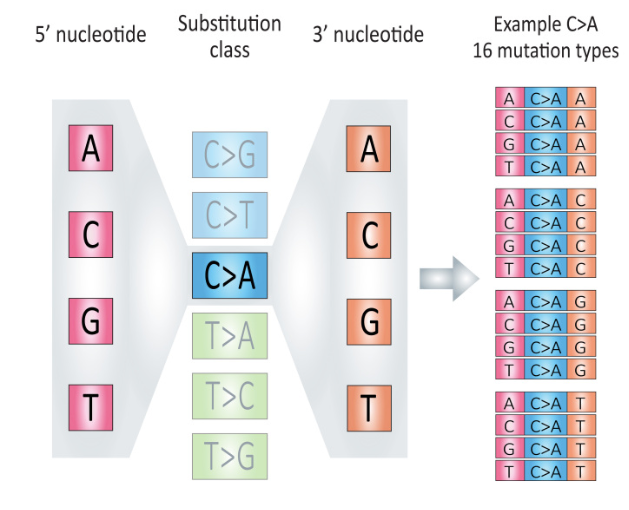 5' nucleotide
Substitution
class
3' nucleotide
Example C>A
16 mutation types
A
C
G
T
C>G
C>T
C>A
T>A
T>C
T>G
A
C
G
T
A C>A A
C C>A A
G C>A A
T C>A A
A C>A C
C C>A C
G C>A C
T C>A C
A C>A G
C C>A G
G C>A G
T C>A G
A C>A T
C C>A T
G C>A T
T C>A T